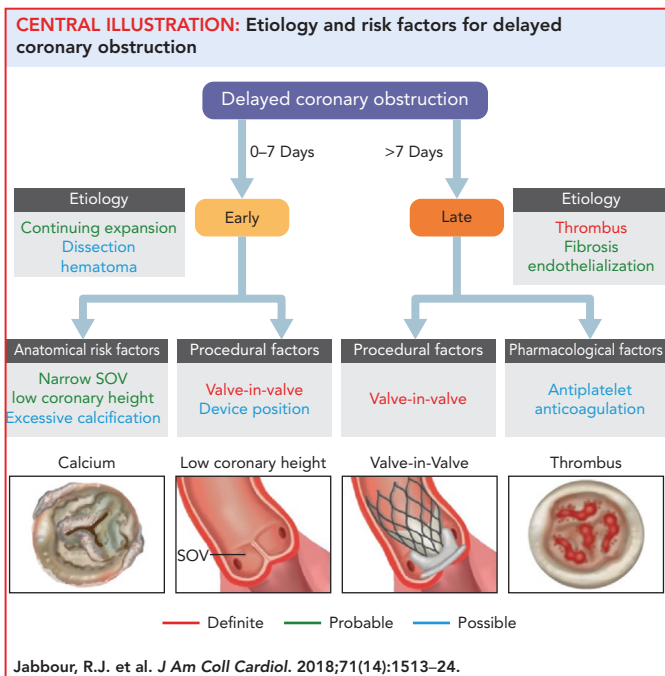 CENTRAL ILLUSTRATION: Etiology and risk factors for delayed
coronary obstruction
Delayed coronary obstruction
0–7 Days
>7 Days
Etiology
Continuing expansion
Dissection
hematoma
Early
Late
Etiology
Thrombus
Fibrosis
endothelialization
Anatomical risk factors
Narrow SOV
low coronary height
Excessive calcification
Procedural factors
Valve-in-valve
Device position
Procedural factors
Valve-in-valve
Pharmacological factors
Antiplatelet
anticoagulation
Calcium
Low coronary height
Valve-in-Valve
Thrombus
SOV
Definite
Probable
Possible
Jabbour, R.J. et al. J Am Coll Cardiol. 2018;71(14):1513–24.